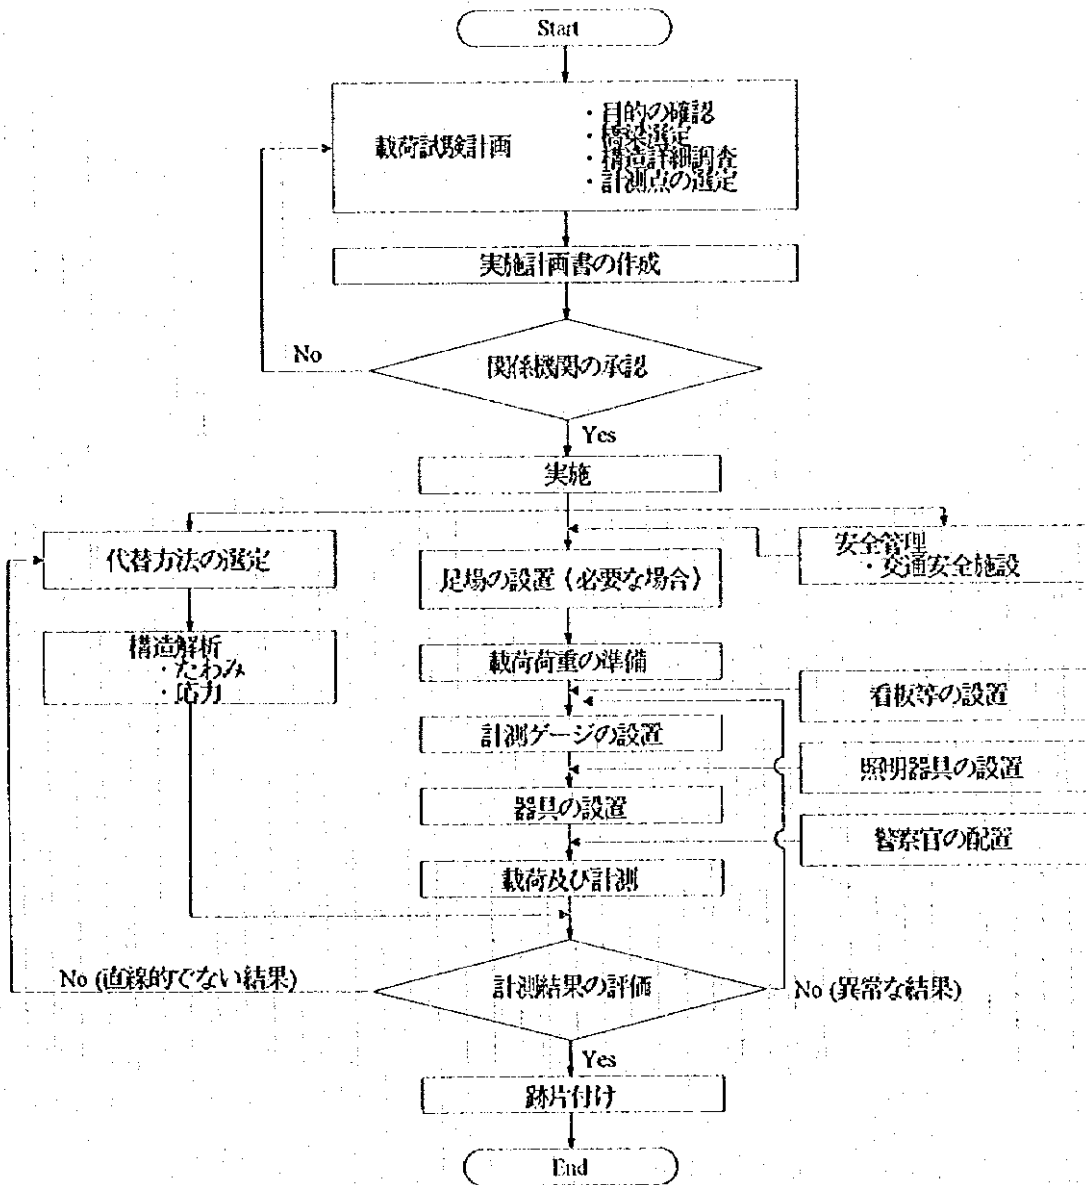 Start
載荷試験計画
・目的の確認
・橋梁選定
・構造詳細調査
・計測点の選定
実施計画書の作成
No
関係機関の承認
Yes
実施
代替方法の選定
足場の設置（必要な場合）
安全管理
・交通安全施設
構造解析
・たわみ
・応力
載荷荷重の準備
看板等の設置
計測ゲージの設置
照明器具の設置
器具の設置
警察官の配置
載荷及び計測
No (直線的でない結果)
計測結果の評価
No (異常な結果)
Yes
跡片付け
End